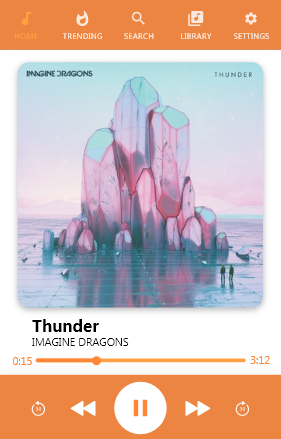 HOME TRENDING SEARCH LIBRARY SETTINGS
IMAGINE DRAGONS THUNDER
Thunder
IMAGINE DRAGONS
0:15 3:12